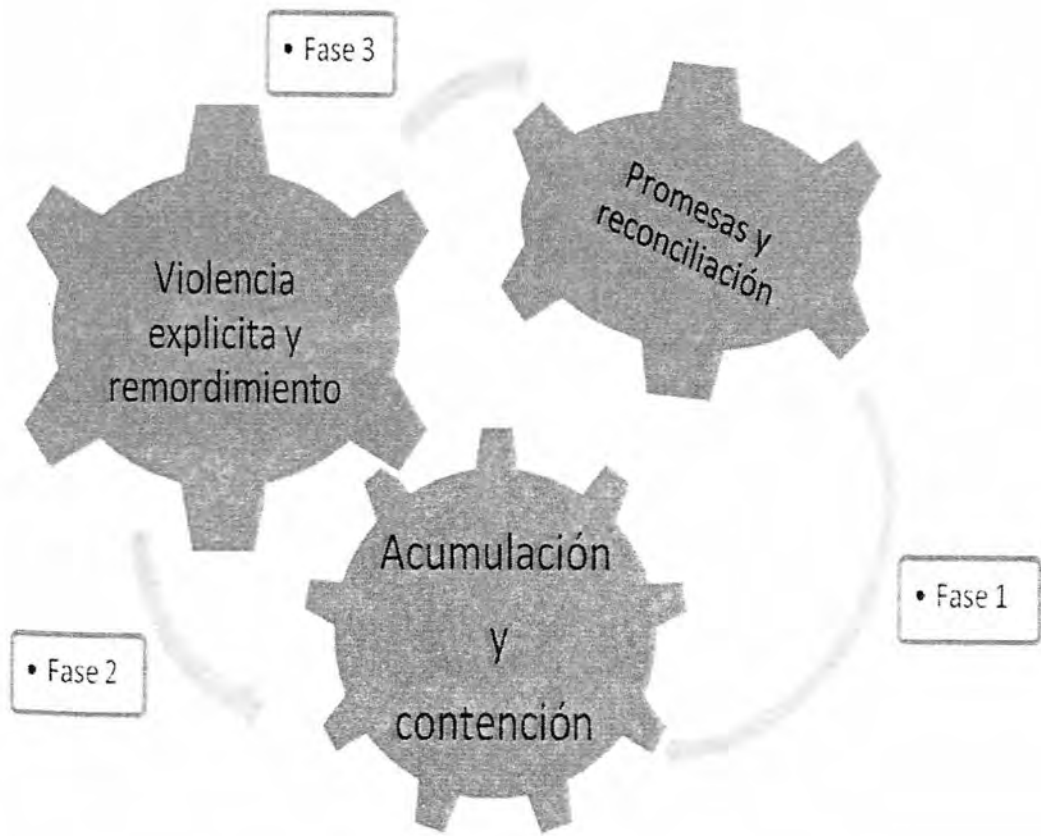 • Fase 3
Promesas y
reconciliación
Violencia
explicita y
remordimiento
Acumulación
y
contención
• Fase 1
• Fase 2